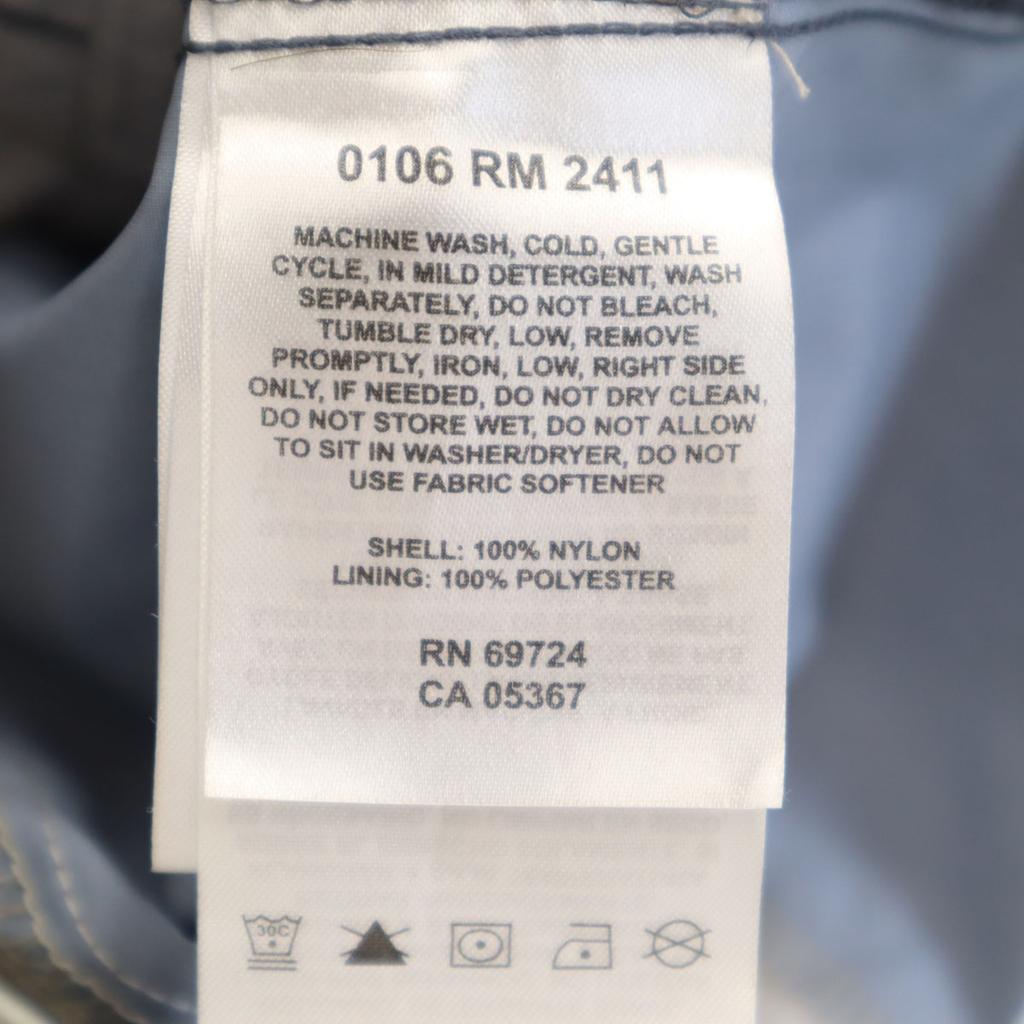 0106 RM 2411
MACHINE WASH, COLD, GENTLE
CYCLE, IN MILD DETERGENT, WASH
SEPARATELY, DO NOT BLEACH,
TUMBLE DRY, LOW, REMOVE
PROMPTLY, IRON, LOW, RIGHT SIDE
ONLY, IF NEEDED, DO NOT DRY CLEAN,
DO NOT STORE WET, DO NOT ALLOW
TO SIT IN WASHER/DRYER, DO NOT
USE FABRIC SOFTENER
SHELL: 100% NYLON
LINING: 100% POLYESTER
RN 69724
CA 05367
30C